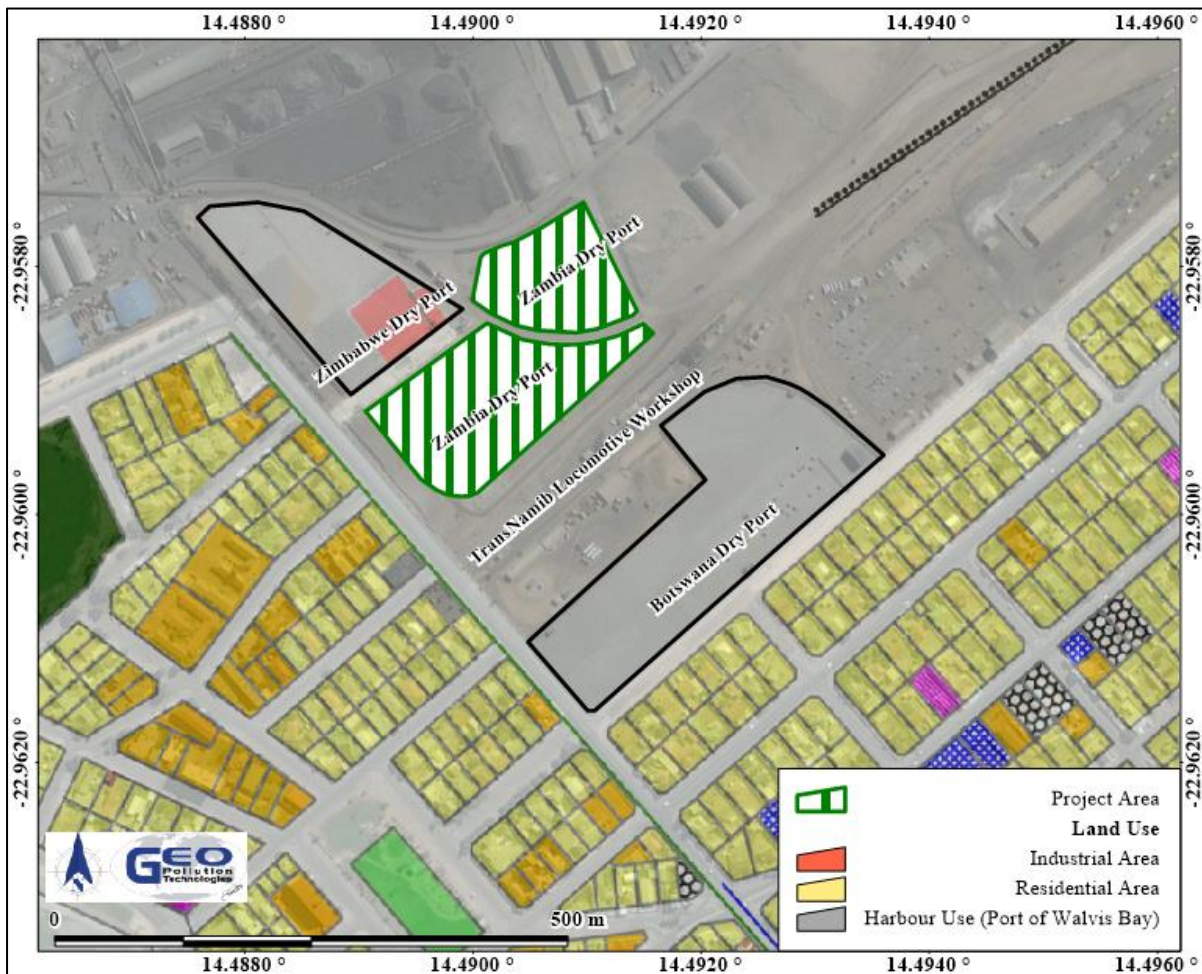 14.4880 °
14.4900 °
14.4920 °
14.4940 °
14.4960 °
-22.9580 °
-22.9580 °
Zambia Dry Port
Zimbabwe Dry Port
Zambia Dry Port
TransNamib Locomotive Workshop
-22.9600 °
-22.9600 °
Botswana Dry Port
-22.9620 °
-22.9620 °
Project Area
Land Use
Industrial Area
Residential Area
Harbour Use (Port of Walvis Bay)
GEO
Pollution
Technologies
0
500 m
14.4880 °
14.4900 °
14.4920 °
14.4940 °
14.4960 °